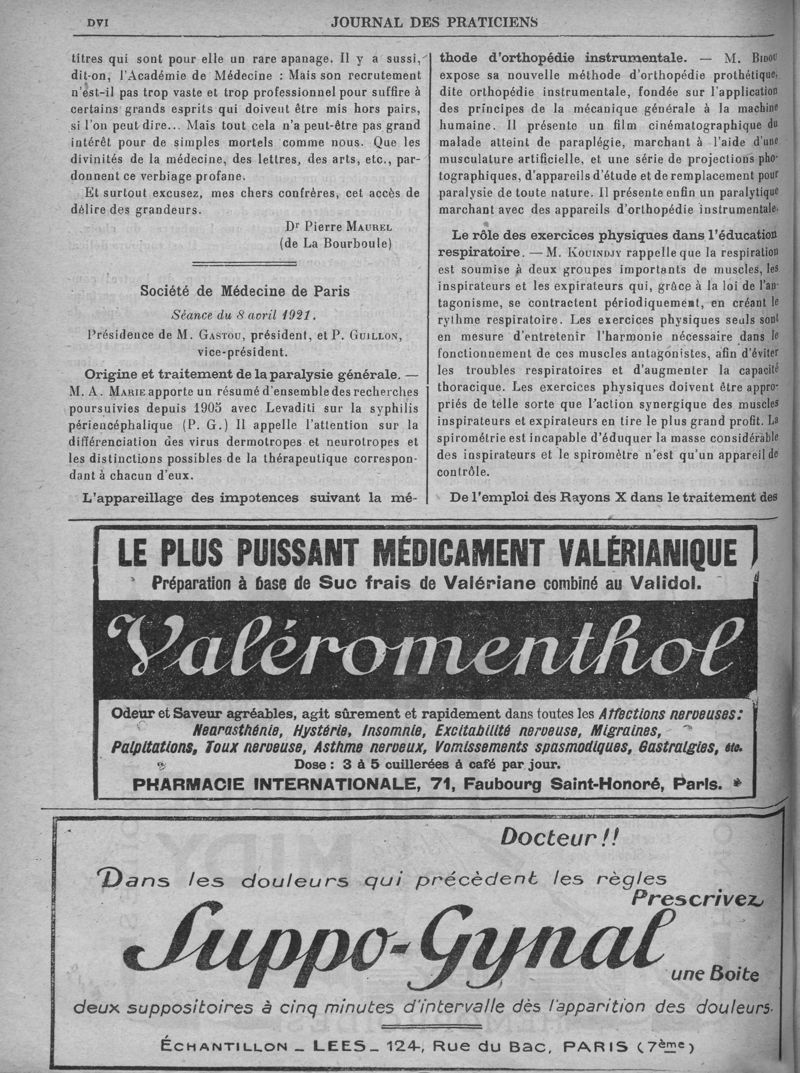 DVI
JOURNAL DES PRATICIENS
titres qui sont pour elle un rare apanage. Il y a aussi,
dit-on, l'Académie de Médecine : Mais son recrutement
n'est-il pas trop vaste et trop professionnel pour suffire à
certains grands esprits qui doivent être mis hors pairs,
si l'on peut dire... Mais tout cela n'a peut-être pas grand
intérêt pour de simples mortels comme nous. Que les
divinités de la médecine, des lettres, des arts, etc., par-
donnent ce verbiage profane.
Et surtout excusez, mes chers confrères, cet accès de
délire des grandeurs.
Dr Pierre MAUREL
(de La Bourboule)
Société de Médecine de Paris
Séance du 8 avril 1921.
Présidence de M. GASTOU, président, et P. GUILLON,
vice-président.
Origine et traitement de la paralysie générale. —
M. A. MARIE apporte un résumé d'ensemble des recherches
poursuivies depuis 1905 avec Levaditi sur la syphilis
périencéphalique (P. G.) Il appelle l'attention sur la
différenciation des virus dermotropes et neurotropes et
les distinctions possibles de la thérapeutique correspon-
dant à chacun d'eux.
L'appareillage des impotences suivant la mé-
thode d'orthopédie instrumentale. — M. BIDOU
expose sa nouvelle méthode d'orthopédie prothétique,
dite orthopédie instrumentale, fondée sur l'application
des principes de la mécanique générale à la machine
humaine. Il présente un film cinématographique du
malade atteint de paraplégie, marchant à l'aide d'une
musculature artificielle, et une série de projections pho-
tographiques, d'appareils d'étude et de remplacement pour
paralysie de toute nature. Il présente enfin un paralytique
marchant avec des appareils d'orthopédie instrumentale.
Le rôle des exercices physiques dans l'éducation
respiratoire. — M. KOUINDJY rappelle que la respiration
est soumise à deux groupes importants de muscles, les
inspirateurs et les expirateurs qui, grâce à la loi de l'an-
tagonisme, se contractent périodiquement, en créant le
rythme respiratoire. Les exercices physiques seuls sont
en mesure d'entretenir l'harmonie nécessaire dans le
fonctionnement de ces muscles antagonistes, afin d'éviter
les troubles respiratoires et d'augmenter la capacité
thoracique. Les exercices physiques doivent être appro-
priés de telle sorte que l'action synergique des muscles
inspirateurs et expirateurs en tire le plus grand profit. La
spirométrie est incapable d'éduquer la masse considérable
des inspirateurs et le spiromètre n'est qu'un appareil de
contrôle.
De l'emploi des Rayons X dans le traitement des
LE PLUS PUISSANT MÉDICAMENT VALÉRIANIQUE
Préparation à base de Suc frais de Valériane combiné au Validol.
Valéromenthol
Odeur et Saveur agréables, agit sûrement et rapidement dans toutes les Affections nerveuses:
Nearasthénie, Hystérie, Insomnie, Excitabilité nerveuse, Migraines,
Palpitations, Toux nerveuse, Asthme nerveux, Vomissements spasmodiques, Gastralgies, etc.
Dose : 3 à 5 cuillerées à café par jour.
PHARMACIE INTERNATIONALE, 71, Faubourg Saint-Honoré, Paris.
Docteur !!
Dans les douleurs qui précèdent les règles
Prescrivez
Suppo-Gynal
une Boite
deux suppositoires à cinq minutes d'intervalle dès l'apparition des douleurs.
ÉCHANTILLON _ LEES _ 124, Rue du Bac, PARIS (7ème)